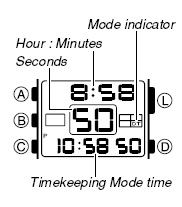 Mode indicator
Hour : Minutes
Seconds
A
8:58
L
B
50
C
P
10:58 50
D
Timekeeping Mode time